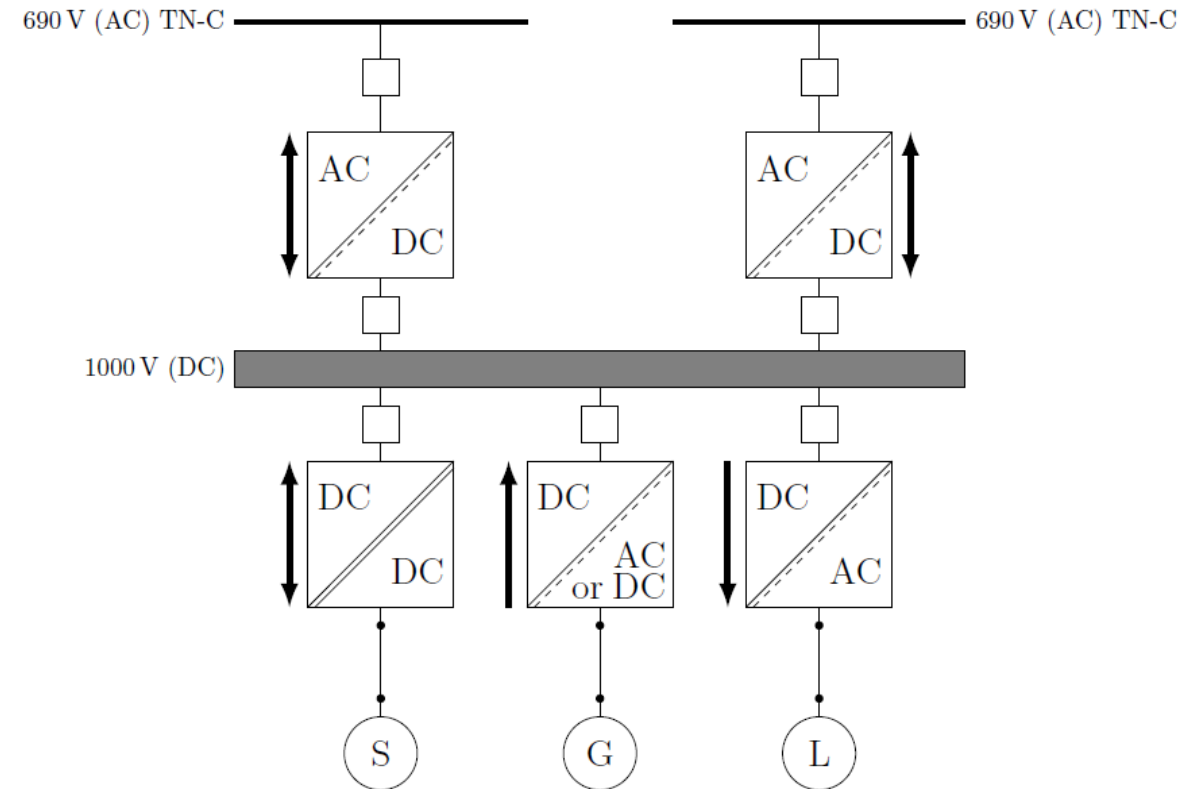 690 V (AC) TN-C
690 V (AC) TN-C
AC
DC
AC
DC
1000 V (DC)
DC
DC
DC
AC
or DC
DC
AC
S
G
L